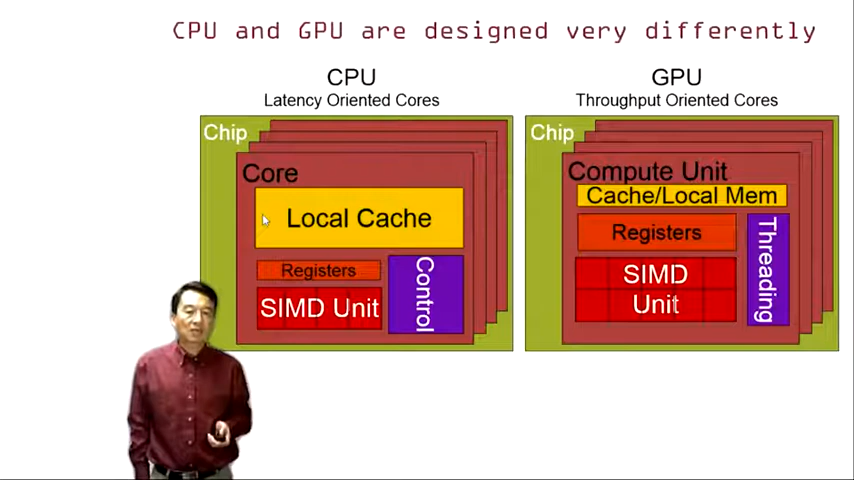 CPU and GPU are designed very differently
CPU
Latency Oriented Cores
Chip
Core
Local Cache
Registers
SIMD Unit
Control
GPU
Throughput Oriented Cores
Chip
Compute Unit
Cache/Local Mem
Registers
SIMD
Unit
Threading